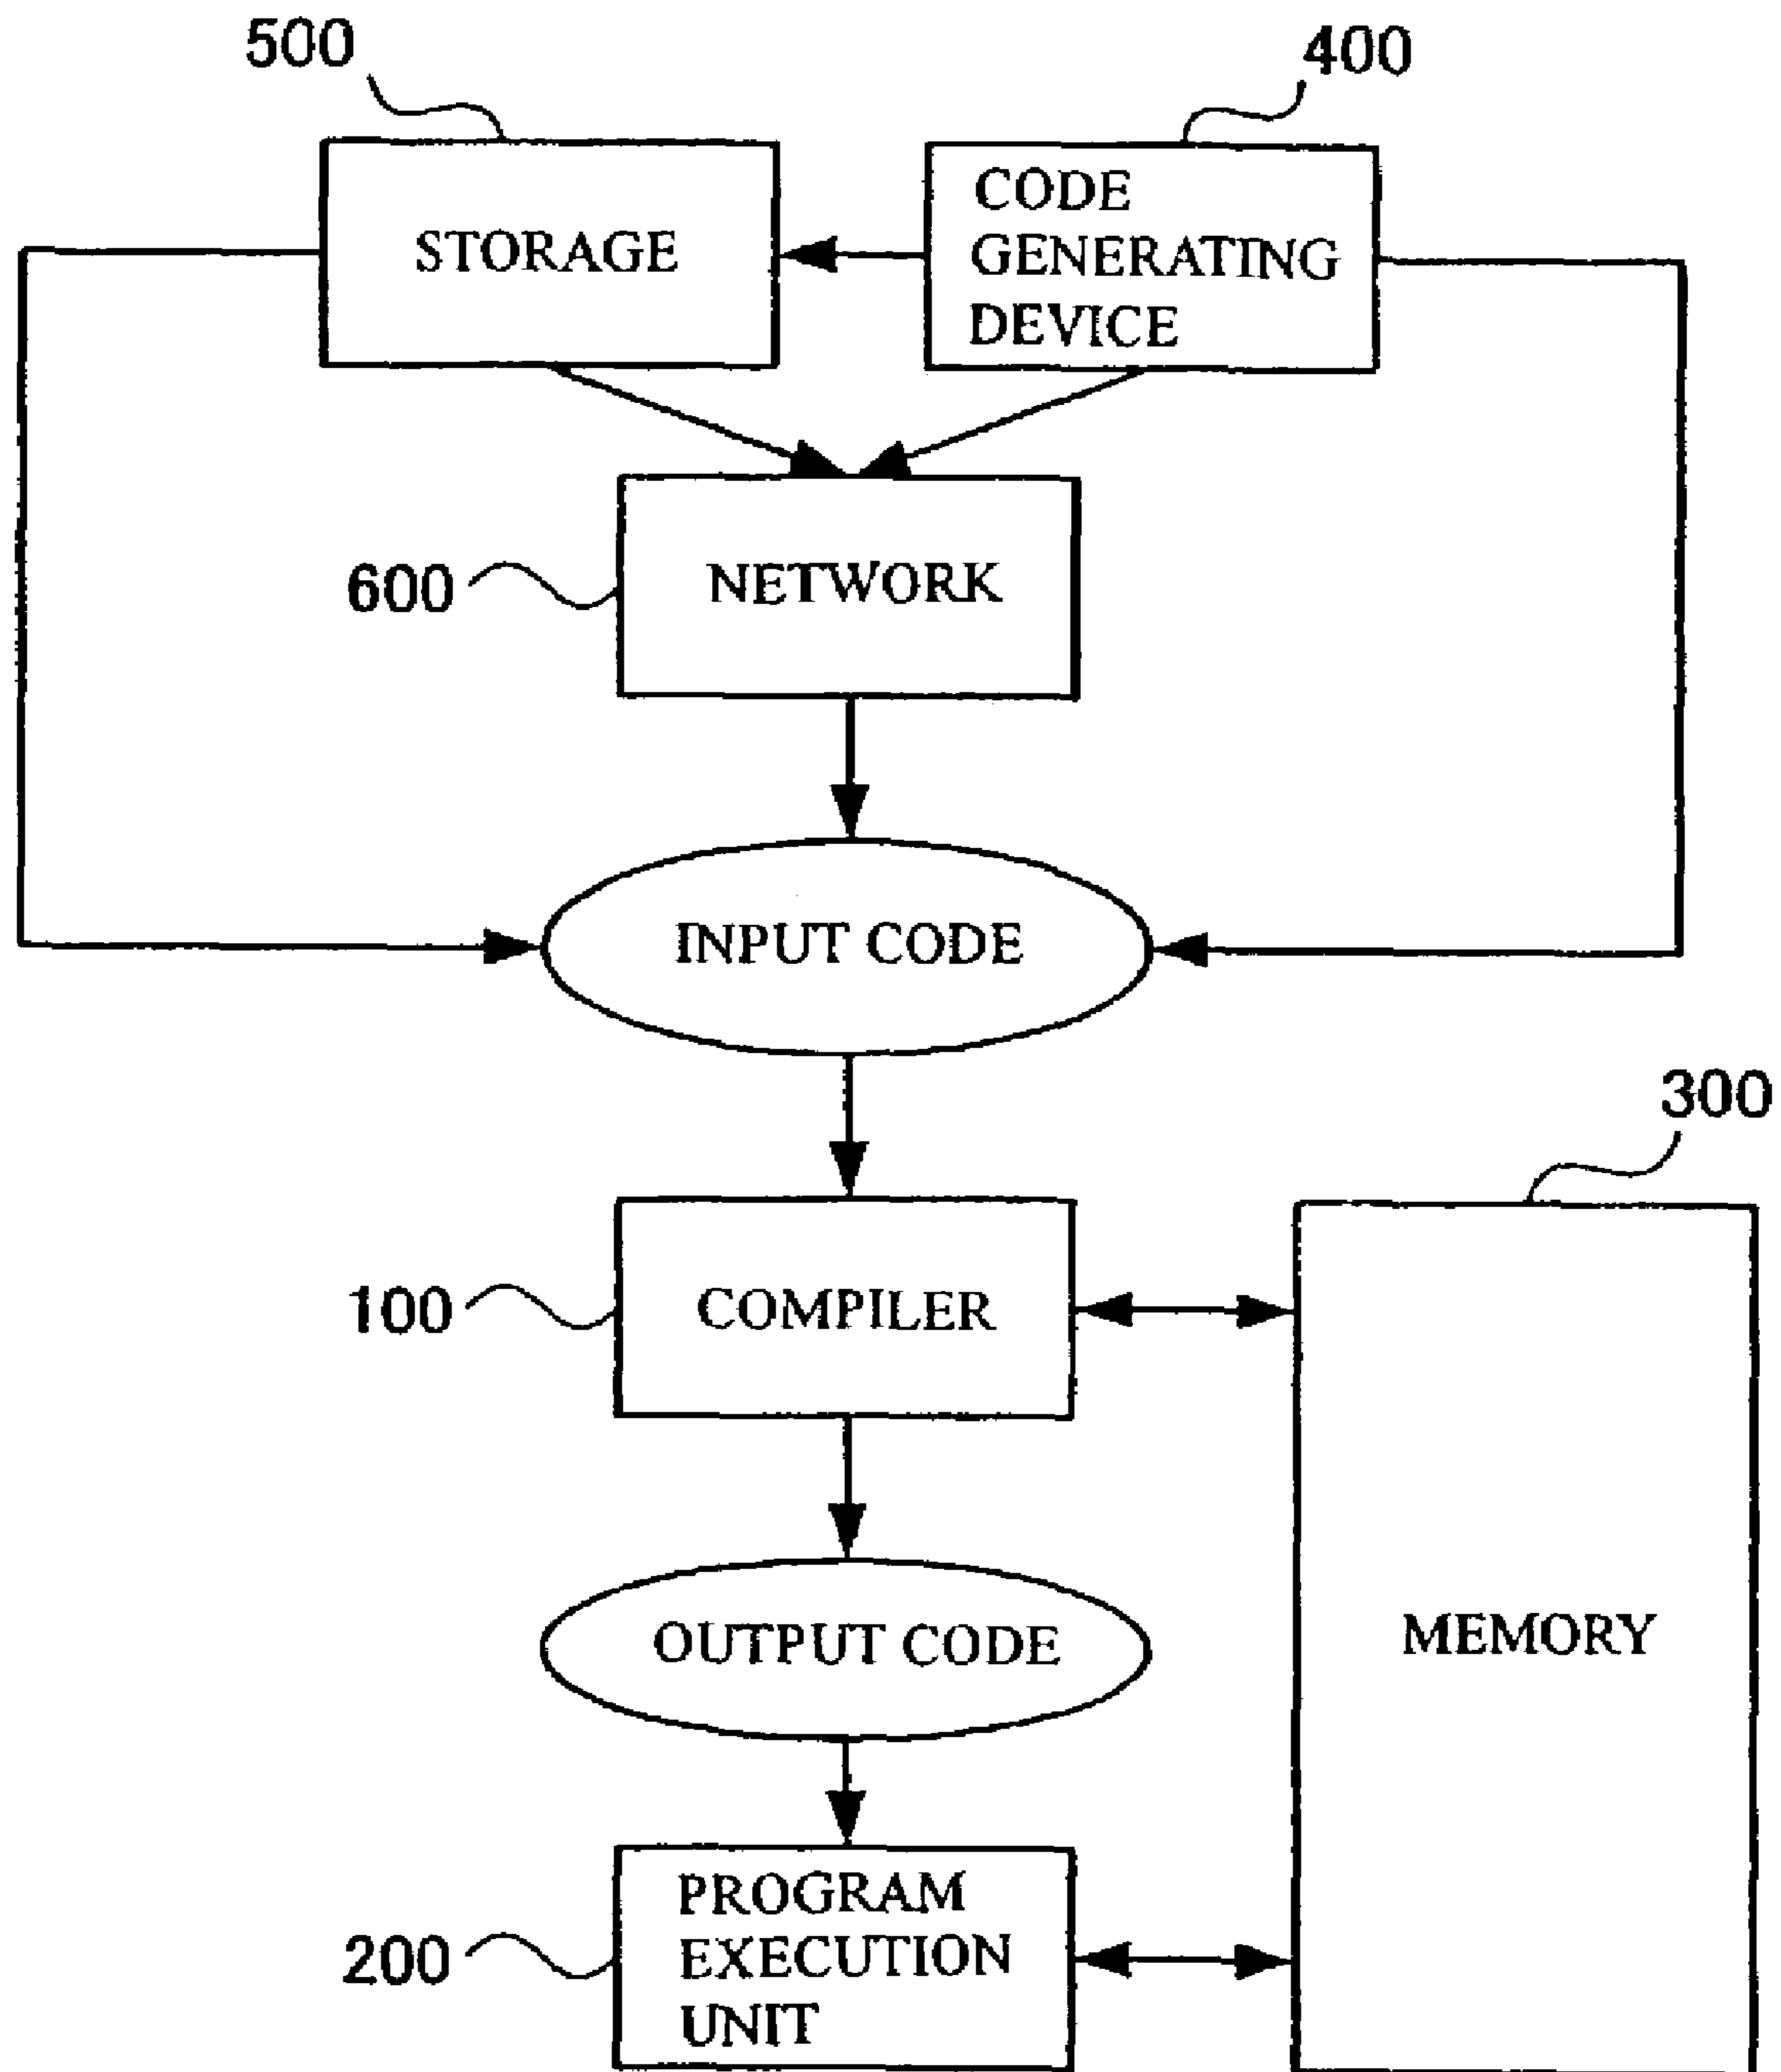 500
400
STORAGE
CODE
GENERATING
DEVICE
600
NETWORK
INPUT CODE
300
100
COMPILER
OUTPUT CODE
MEMORY
200
PROGRAM
EXECUTION
UNIT